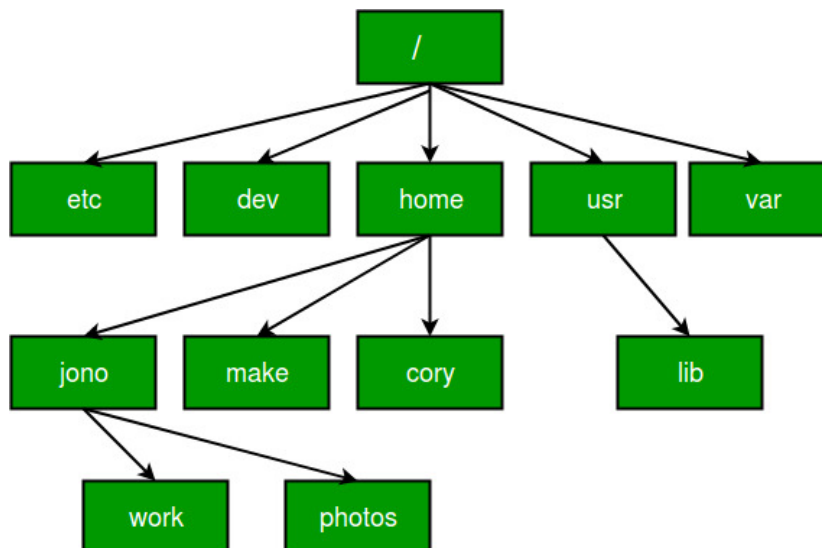 /
etc
dev
home
usr
var
jono
make
cory
lib
work
photos